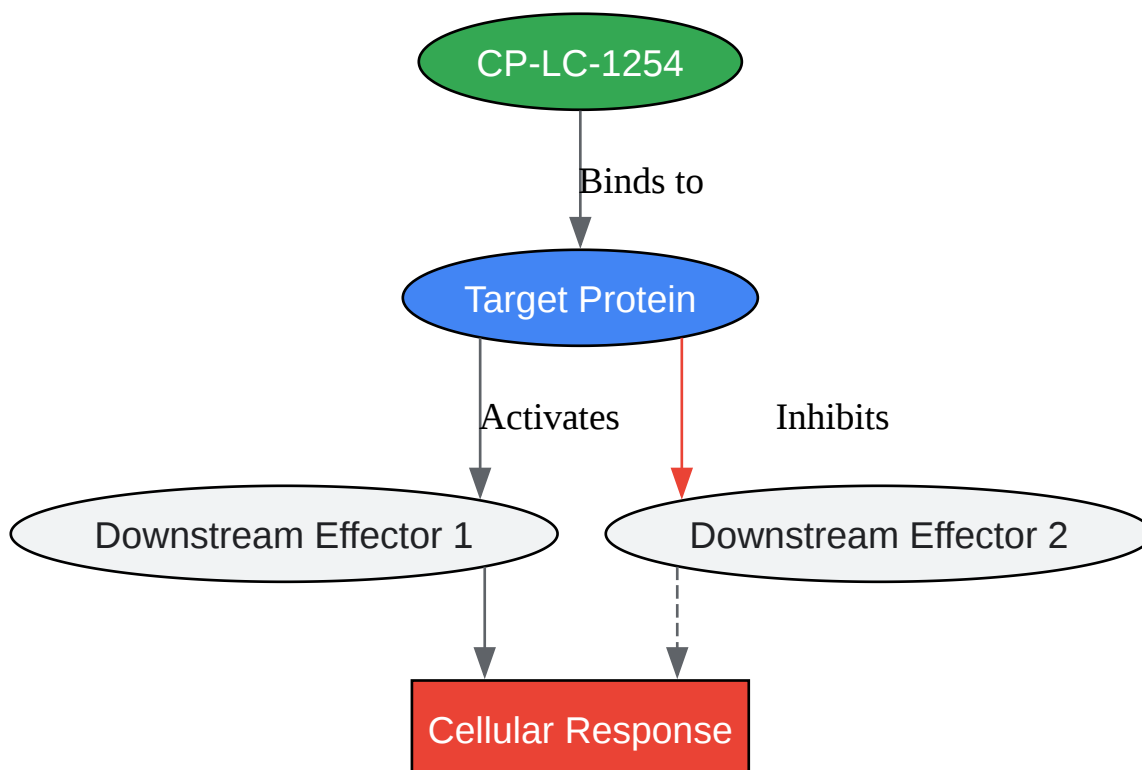 CP-LC-1254
Binds to
Target Protein
Activates
Inhibits
Downstream Effector 1
Downstream Effector 2
Cellular Response